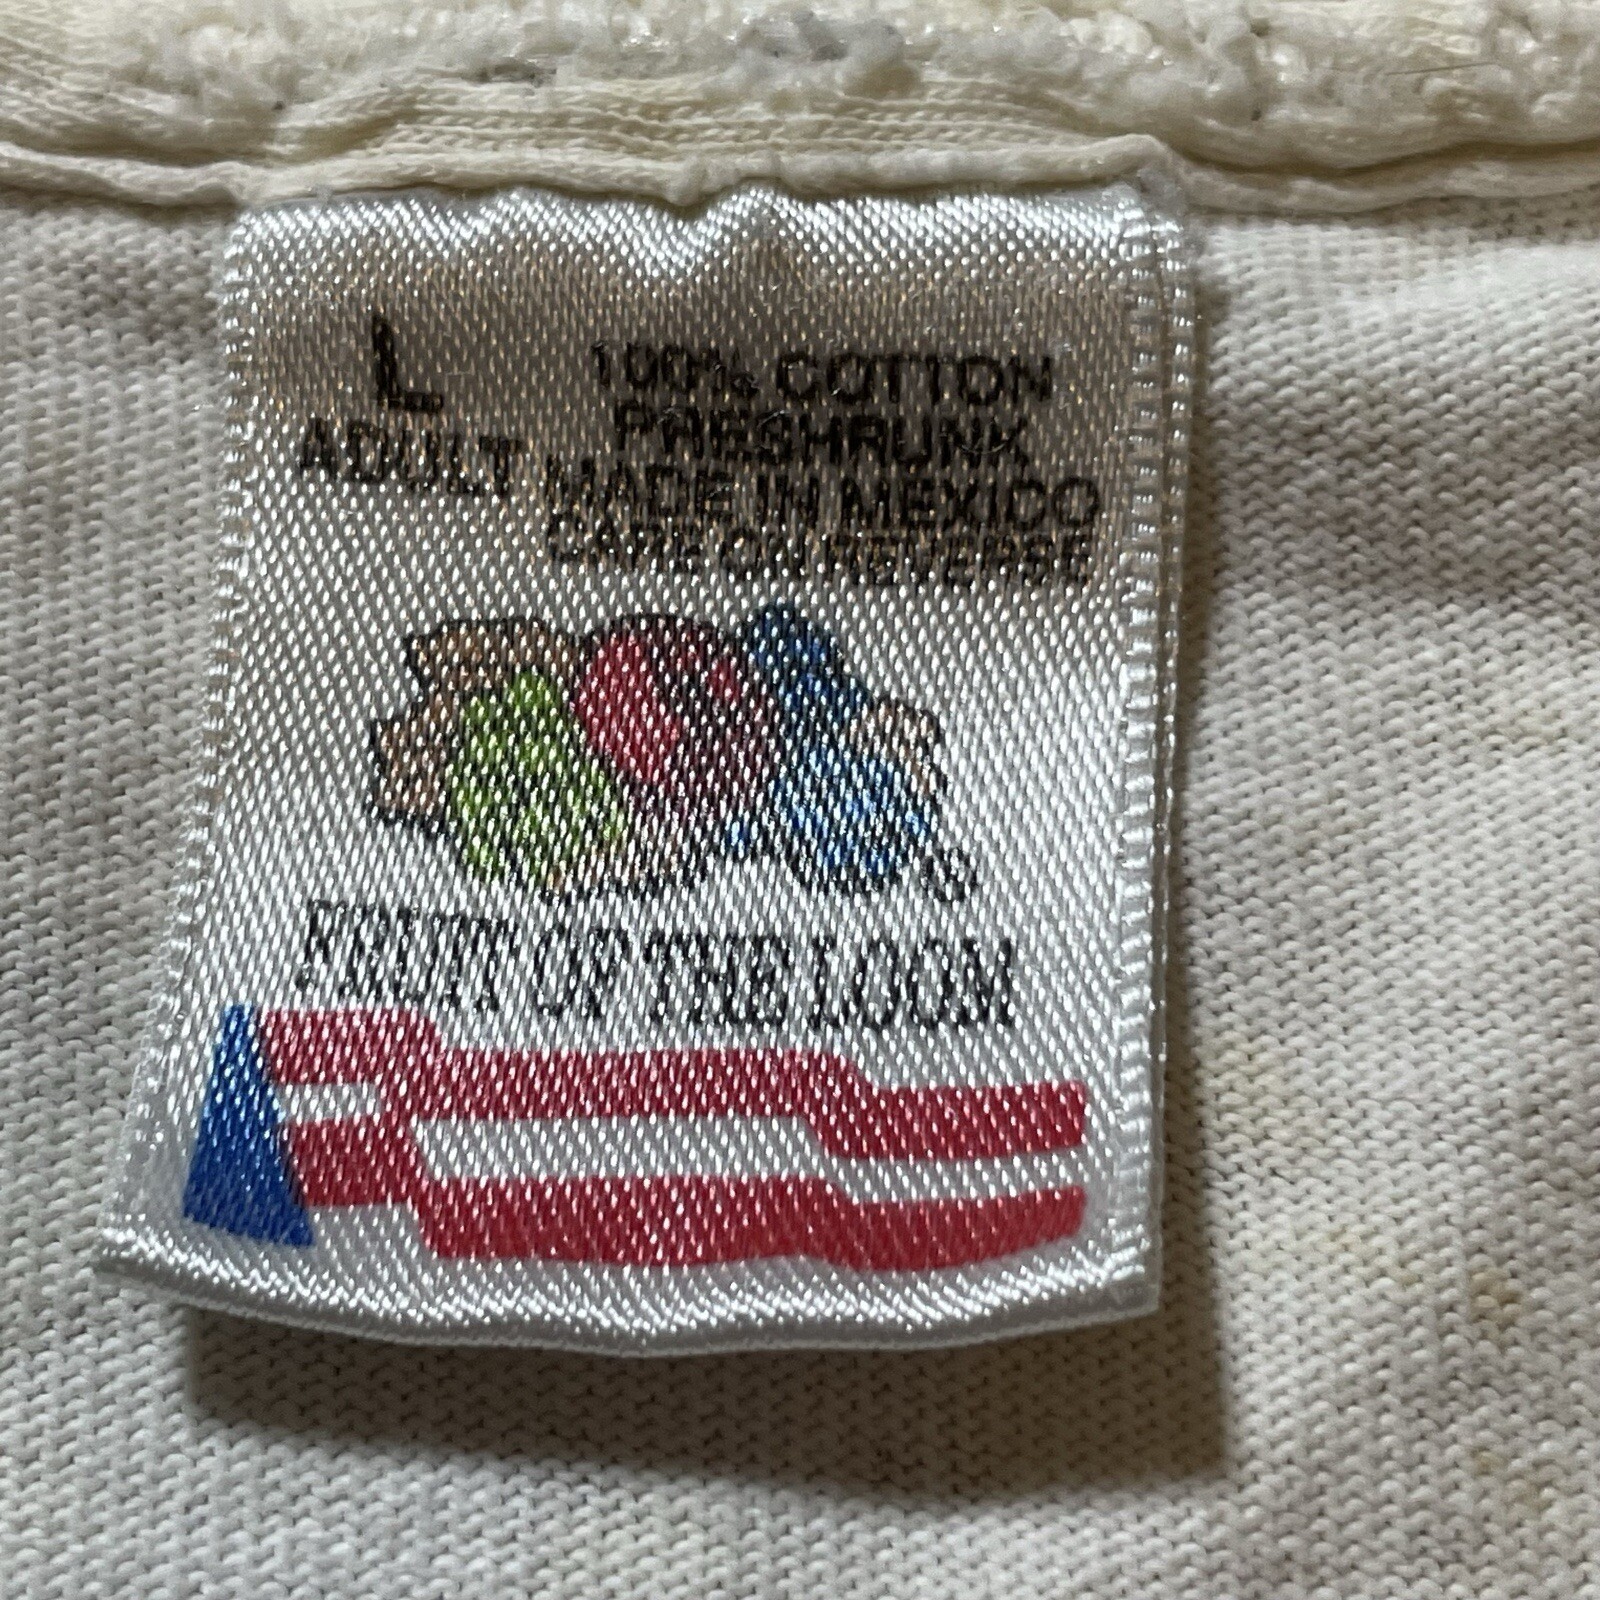 L
ADULT
100% COTTON
PRESHRUNK
MADE IN MEXICO
CARE ON REVERSE
®
FRUIT OF THE LOOM